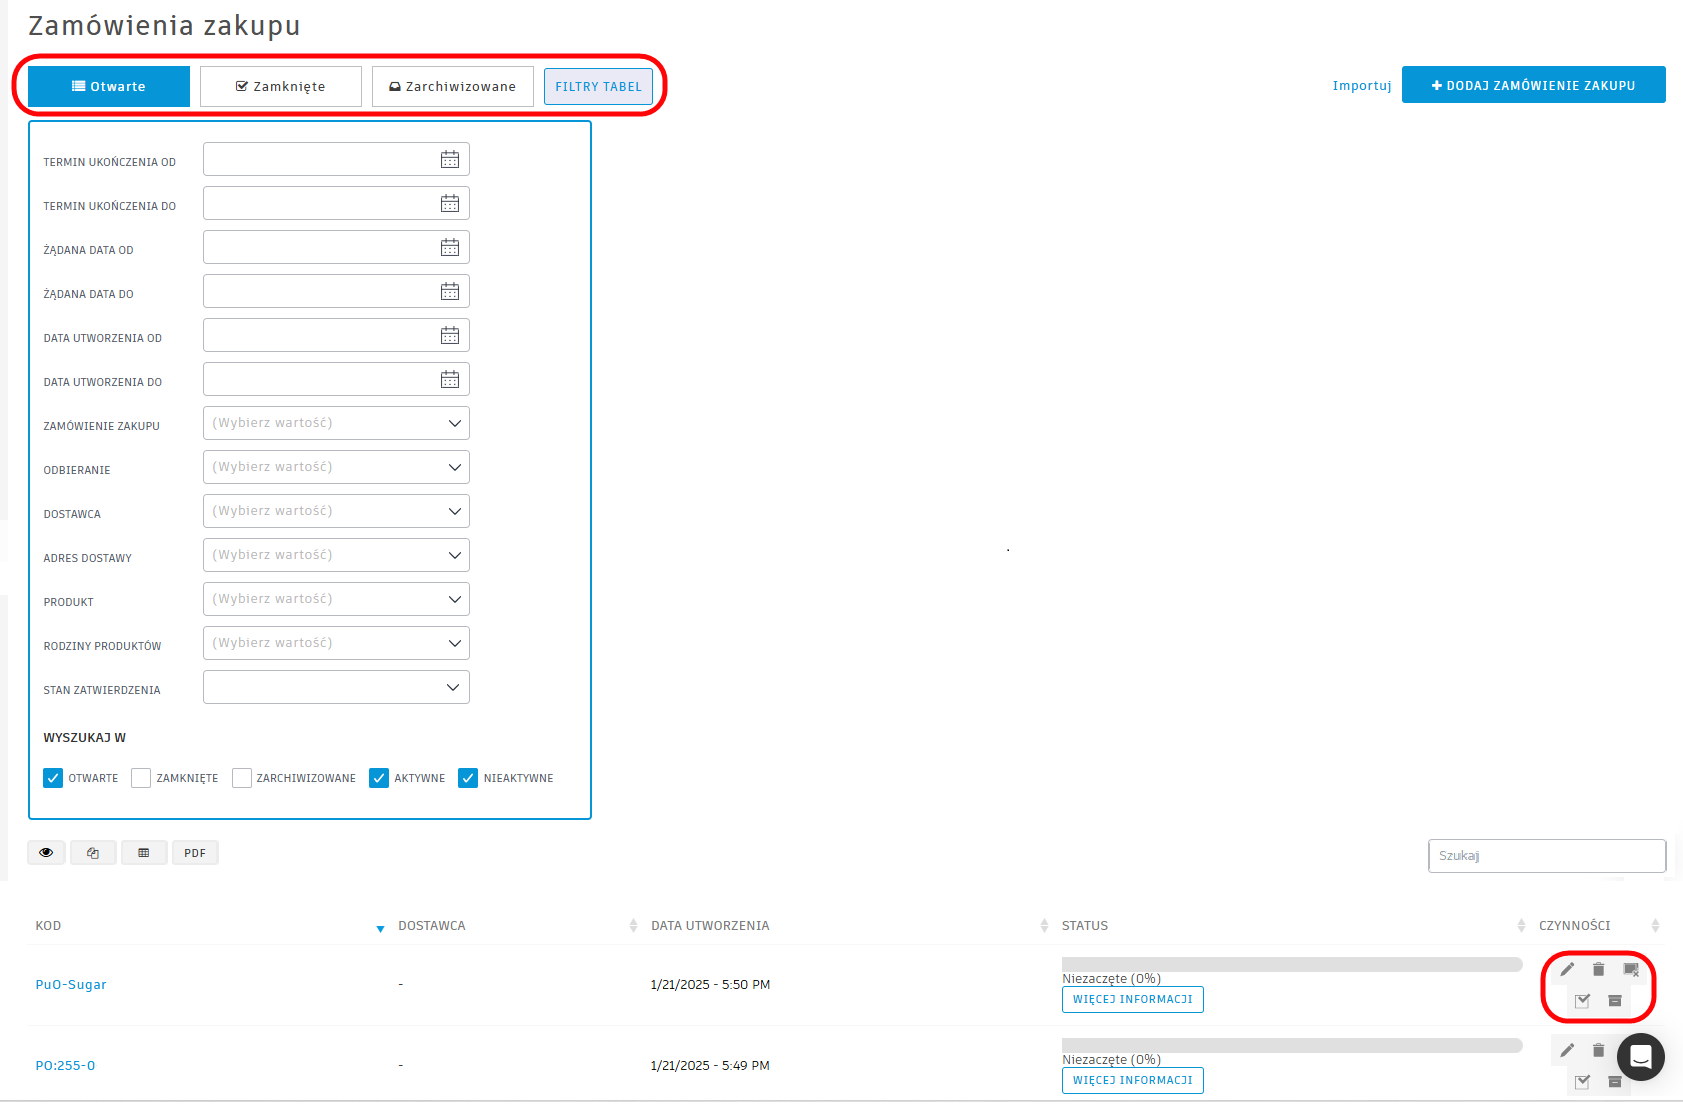 Zamówienia zakupu
Otwarte Zamknięte Zarchiwizowane FILTRY TABEL Importuj DODAJ ZAMÓWIENIE ZAKUPU
TERMIN UKOŃCZENIA OD
TERMIN UKOŃCZENIA DO
ŻĄDANA DATA OD
ŻĄDANA DATA DO
DATA UTWORZENIA OD
DATA UTWORZENIA DO
ZAMÓWIENIE ZAKUPU (Wybierz wartość)
ODBIERANIE (Wybierz wartość)
DOSTAWCA (Wybierz wartość)
ADRES DOSTAWY (Wybierz wartość)
PRODUKT (Wybierz wartość)
RODZINY PRODUKTÓW (Wybierz wartość)
STAN ZATWIERDZENIA
WYSZUKAJ W
OTWARTE ZAMKNIĘTE ZARCHIWIZOWANE AKTYWNE NIEAKTYWNE
PDF Szukaj
KOD DOSTAWCA DATA UTWORZENIA STATUS CZYNNOŚCI
PuO-Sugar - 1/21/2025 - 5:50 PM Niezaczęte (0%)
WIĘCEJ INFORMACJI
PO:255-0 - 1/21/2025 - 5:49 PM Niezaczęte (0%)
WIĘCEJ INFORMACJI